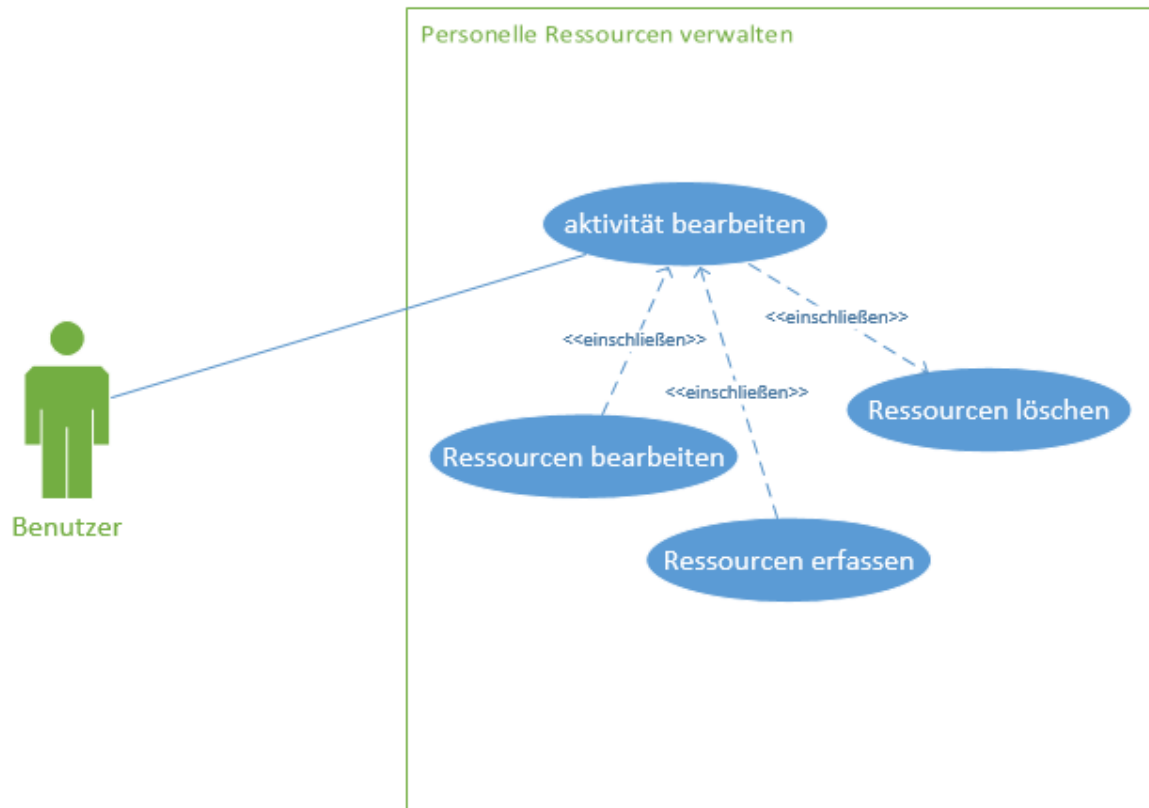 Personelle Ressourcen verwalten
aktivität bearbeiten
<<einschließen>>
<<einschließen>>
<<einschließen>>
Ressourcen löschen
Ressourcen bearbeiten
Ressourcen erfassen
Benutzer